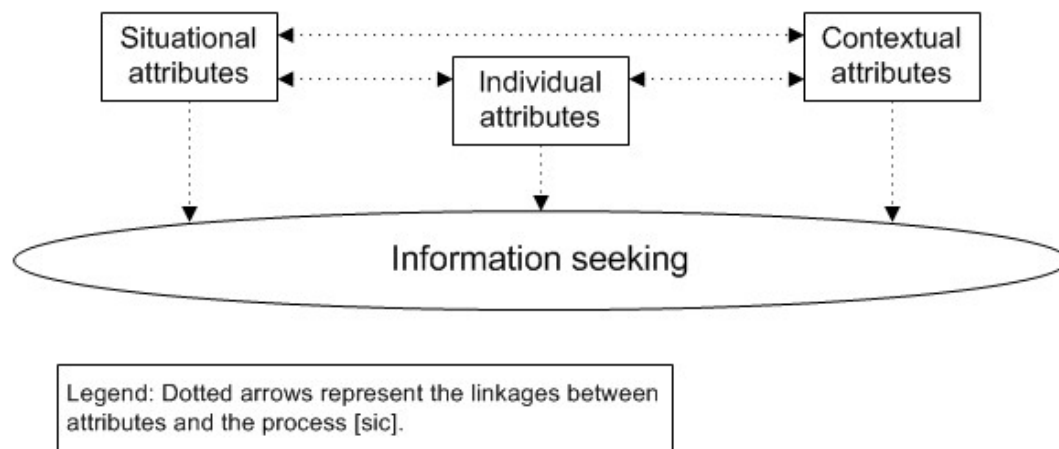 Situational
attributes
Contextual
attributes
Individual
attributes
Information seeking
Legend: Dotted arrows represent the linkages between
attributes and the process [sic].